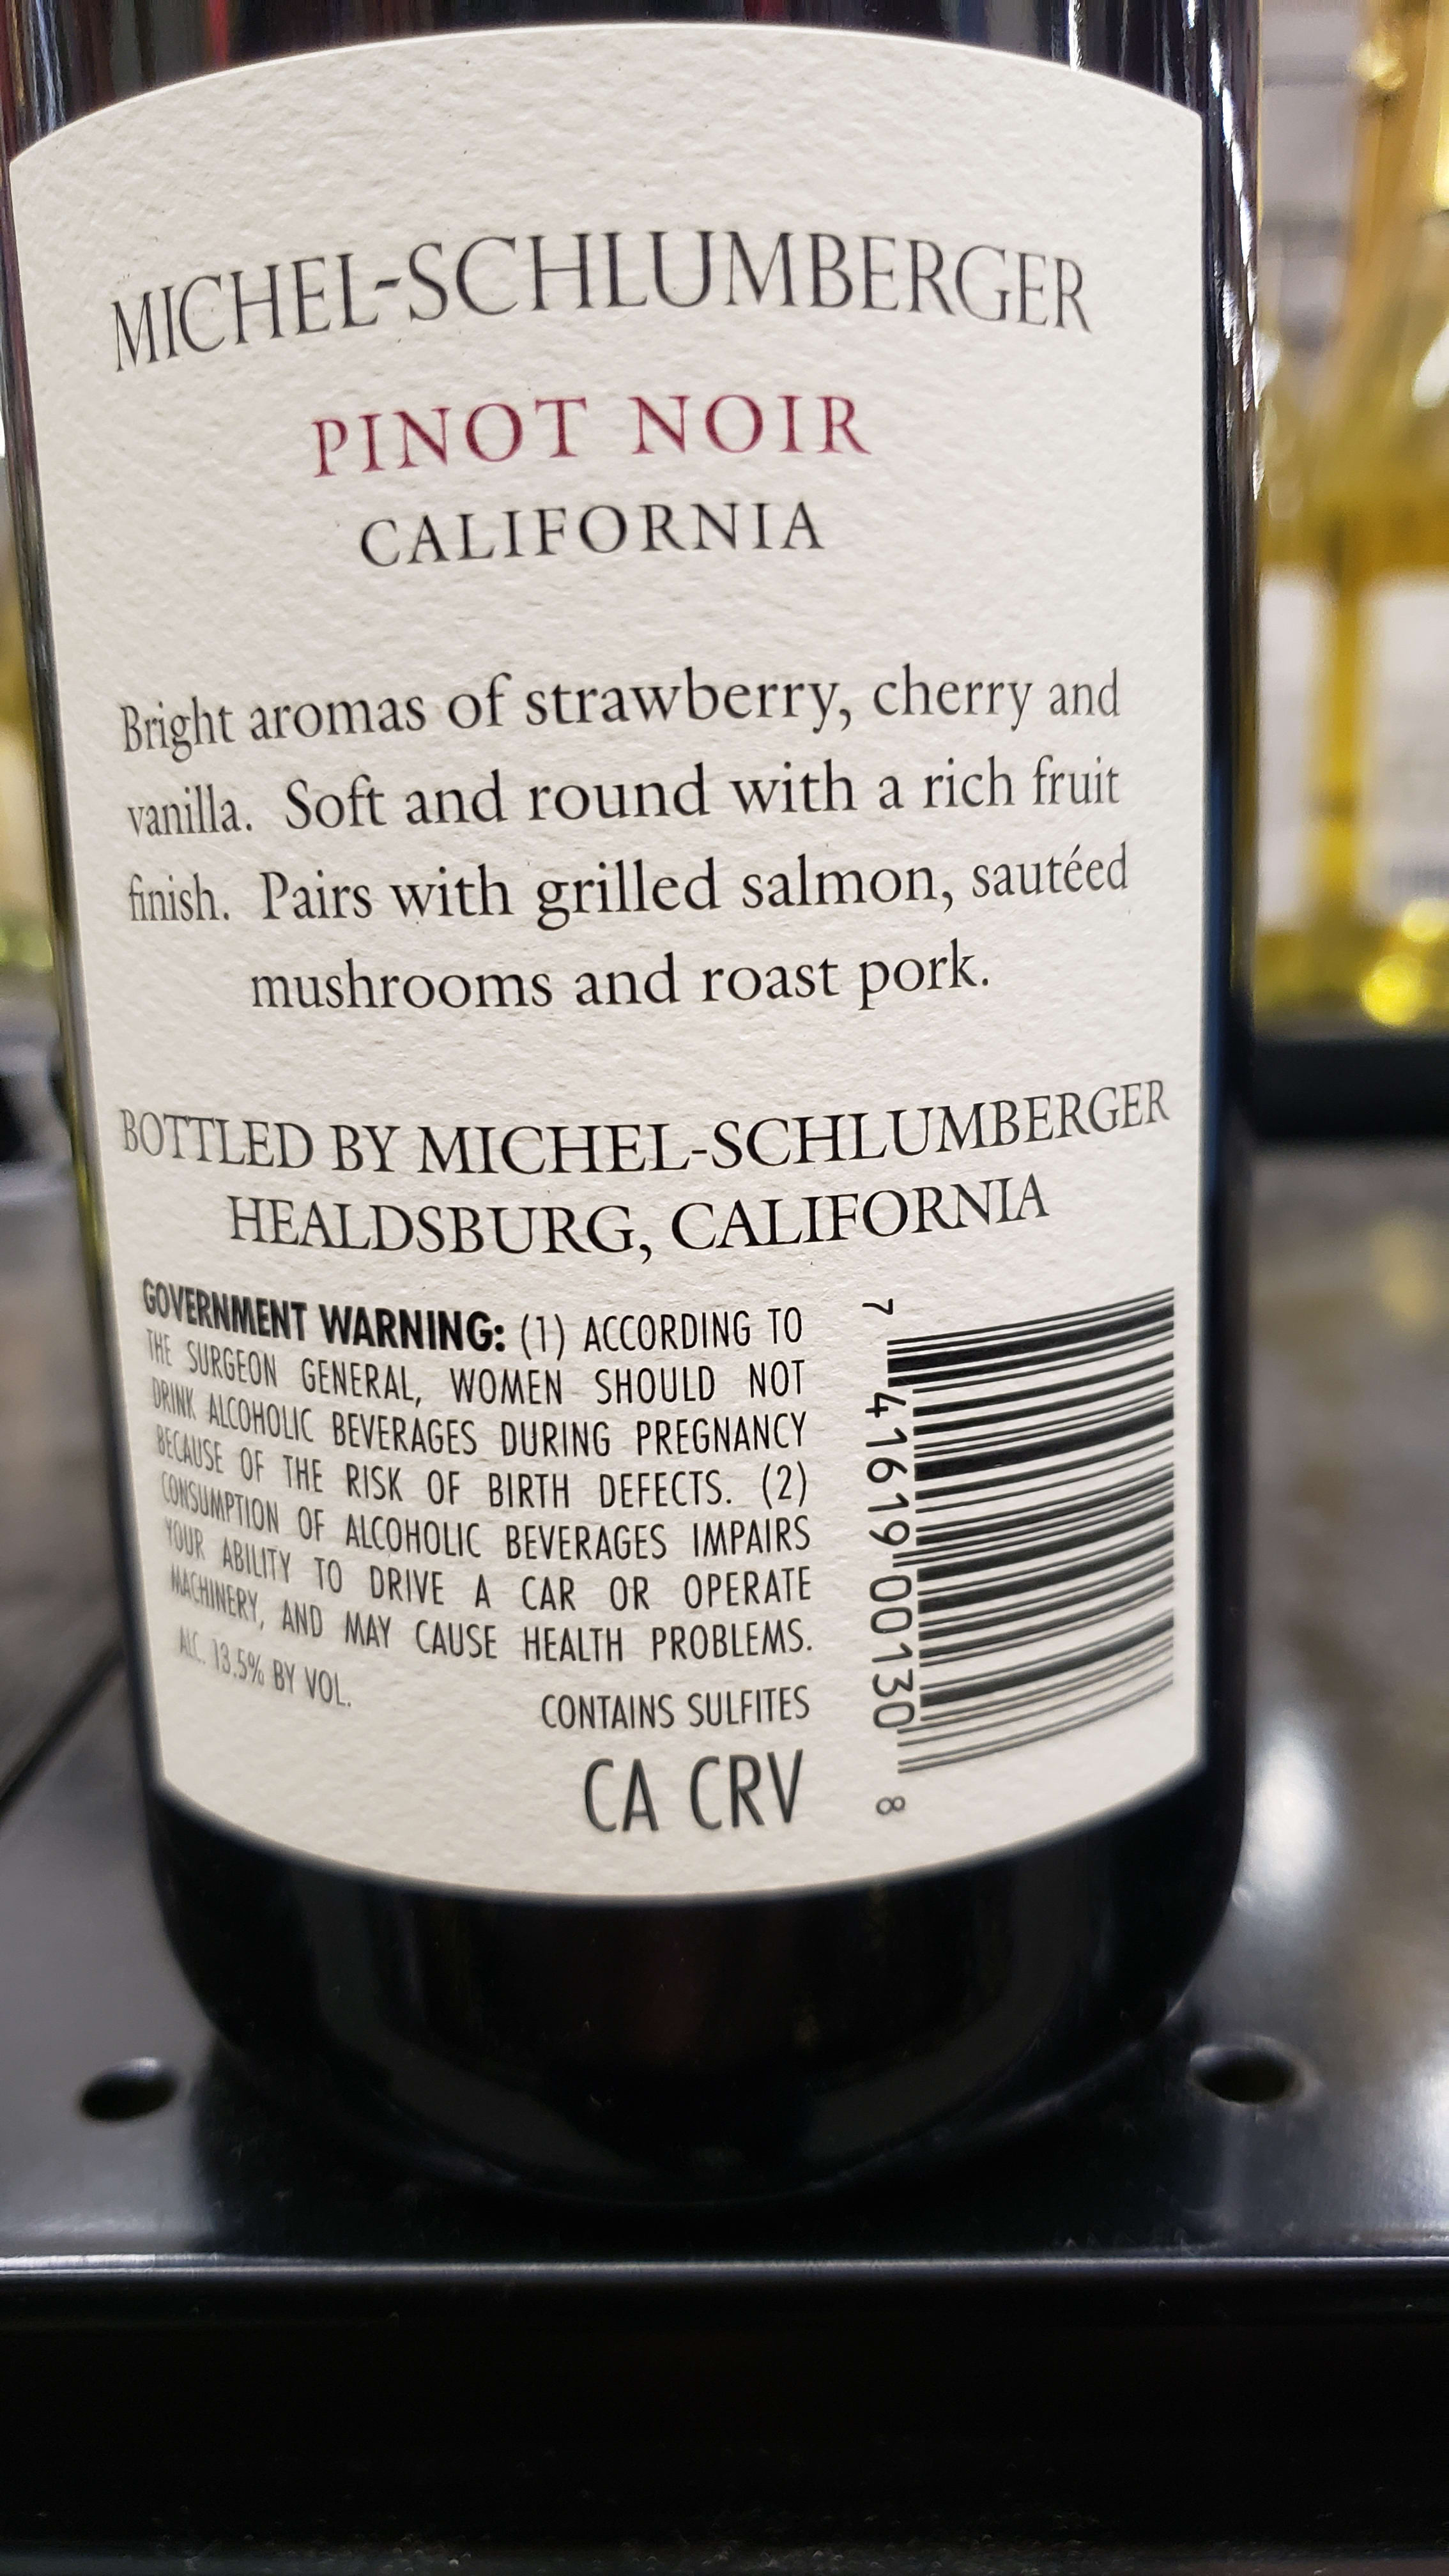 MICHEL-SCHLUMBERGER
PINOT NOIR
CALIFORNIA
Bright aromas of strawberry, cherry and
vanilla. Soft and round with a rich fruit
finish. Pairs with grilled salmon, sautéed
mushrooms and roast pork.
BOTTLED BY MICHEL-SCHLUMBERGER
HEALDSBURG, CALIFORNIA
GOVERNMENT WARNING: (1) ACCORDING TO
THE SURGEON GENERAL, WOMEN SHOULD NOT
DRINK ALCOHOLIC BEVERAGES DURING PREGNANCY
BECAUSE OF THE RISK OF BIRTH DEFECTS. (2)
CONSUMPTION OF ALCOHOLIC BEVERAGES IMPAIRS
YOUR ABILITY TO DRIVE A CAR OR OPERATE
MACHINERY, AND MAY CAUSE HEALTH PROBLEMS.
ALC. 13.5% BY VOL.
CONTAINS SULFITES
CA CRV
7 41619 00130 8